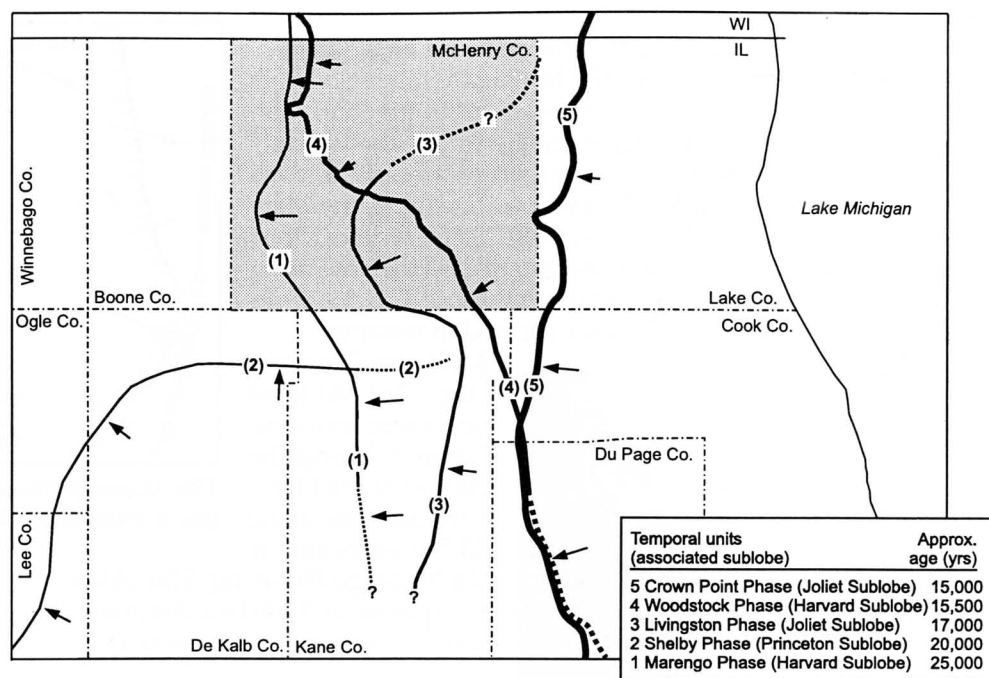 WI
McHenry Co.
IL
(5)
?
(3)
(4)
Winnebago Co.
Lake Michigan
(1)
Boone Co.
Lake Co.
Ogle Co.
Cook Co.
(2)
(2)
(4)
(5)
Du Page Co.
(1)
(3)
Lee Co.
?
?
De Kalb Co.
Kane Co.
Temporal units Approx.
(associated sublobe) age (yrs)
5 Crown Point Phase (Joliet Sublobe) 15,000
4 Woodstock Phase (Harvard Sublobe) 15,500
3 Livingston Phase (Joliet Sublobe) 17,000
2 Shelby Phase (Princeton Sublobe) 20,000
1 Marengo Phase (Harvard Sublobe) 25,000